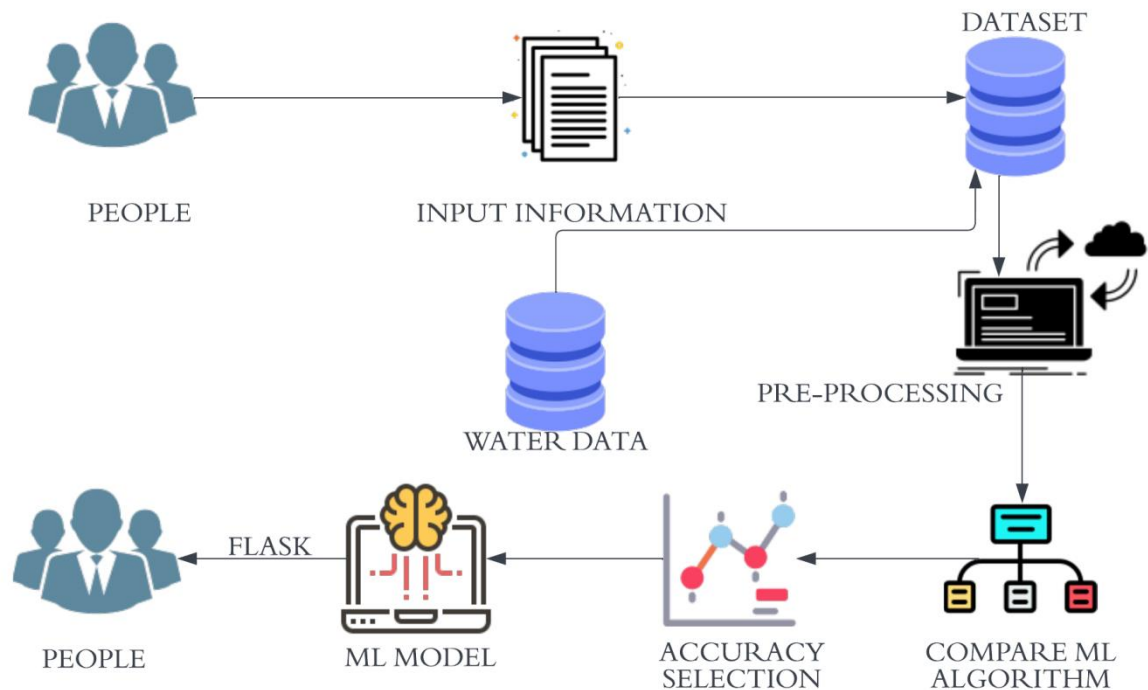 DATASET
PEOPLE
INPUT INFORMATION
PRE-PROCESSING
WATER DATA
FLASK
PEOPLE
ML MODEL
ACCURACY
SELECTION
COMPARE ML
ALGORITHM